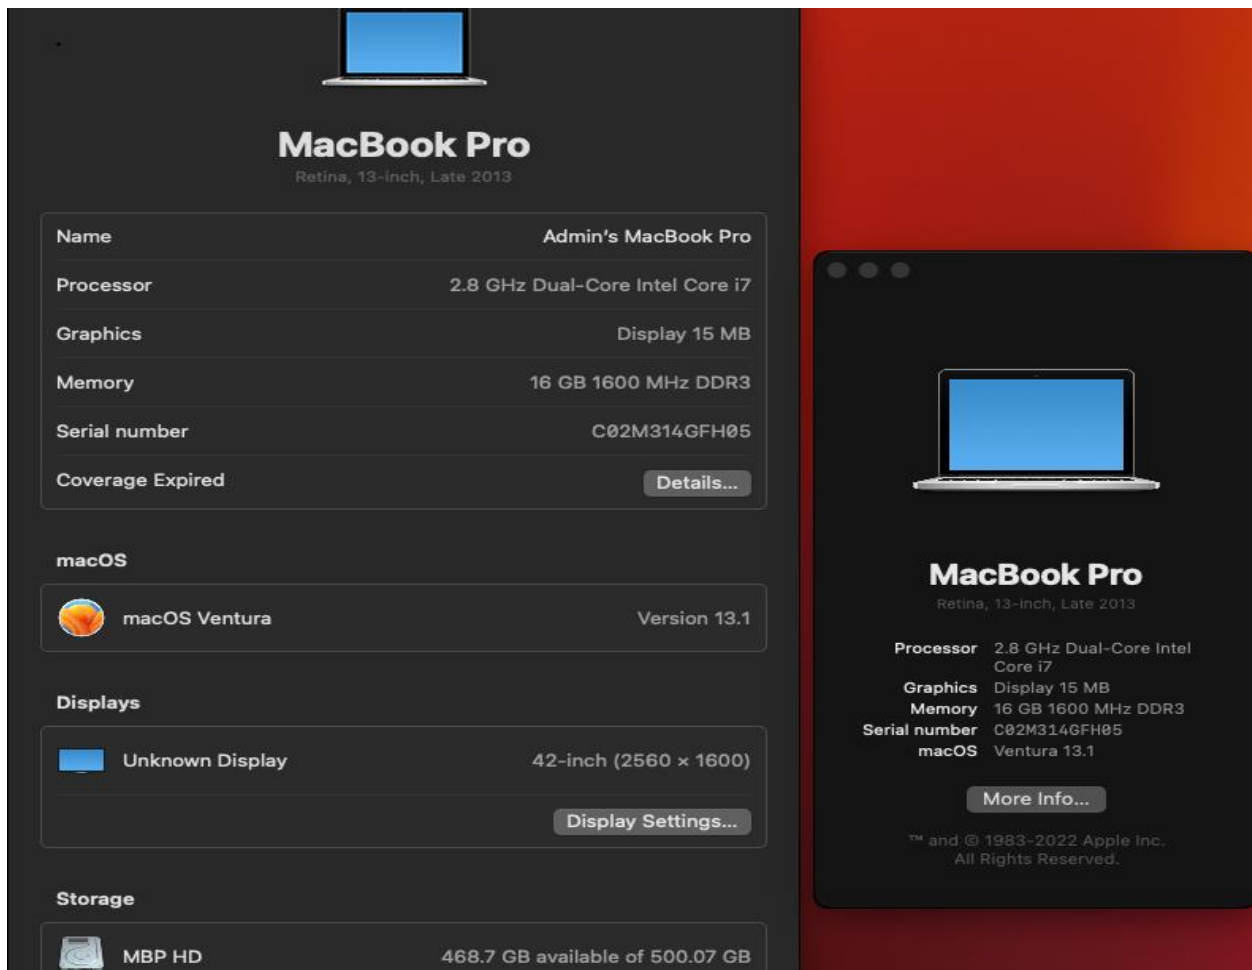 MacBook Pro
Retina, 13-inch, Late 2013
Name Admin's MacBook Pro
Processor 2.8 GHz Dual-Core Intel Core i7
Graphics Display 15 MB
Memory 16 GB 1600 MHz DDR3
Serial number C02M314GFH05
Coverage Expired Details...
macOS
macOS Ventura Version 13.1
Displays
Unknown Display 42-inch (2560 × 1600)
Display Settings...
Storage
MBP HD 468.7 GB available of 500.07 GB
MacBook Pro
Retina, 13-inch, Late 2013
Processor 2.8 GHz Dual-Core Intel
Core i7
Graphics Display 15 MB
Memory 16 GB 1600 MHz DDR3
Serial number C02M314GFH05
macOS Ventura 13.1
More Info...
™ and © 1983-2022 Apple Inc.
All Rights Reserved.